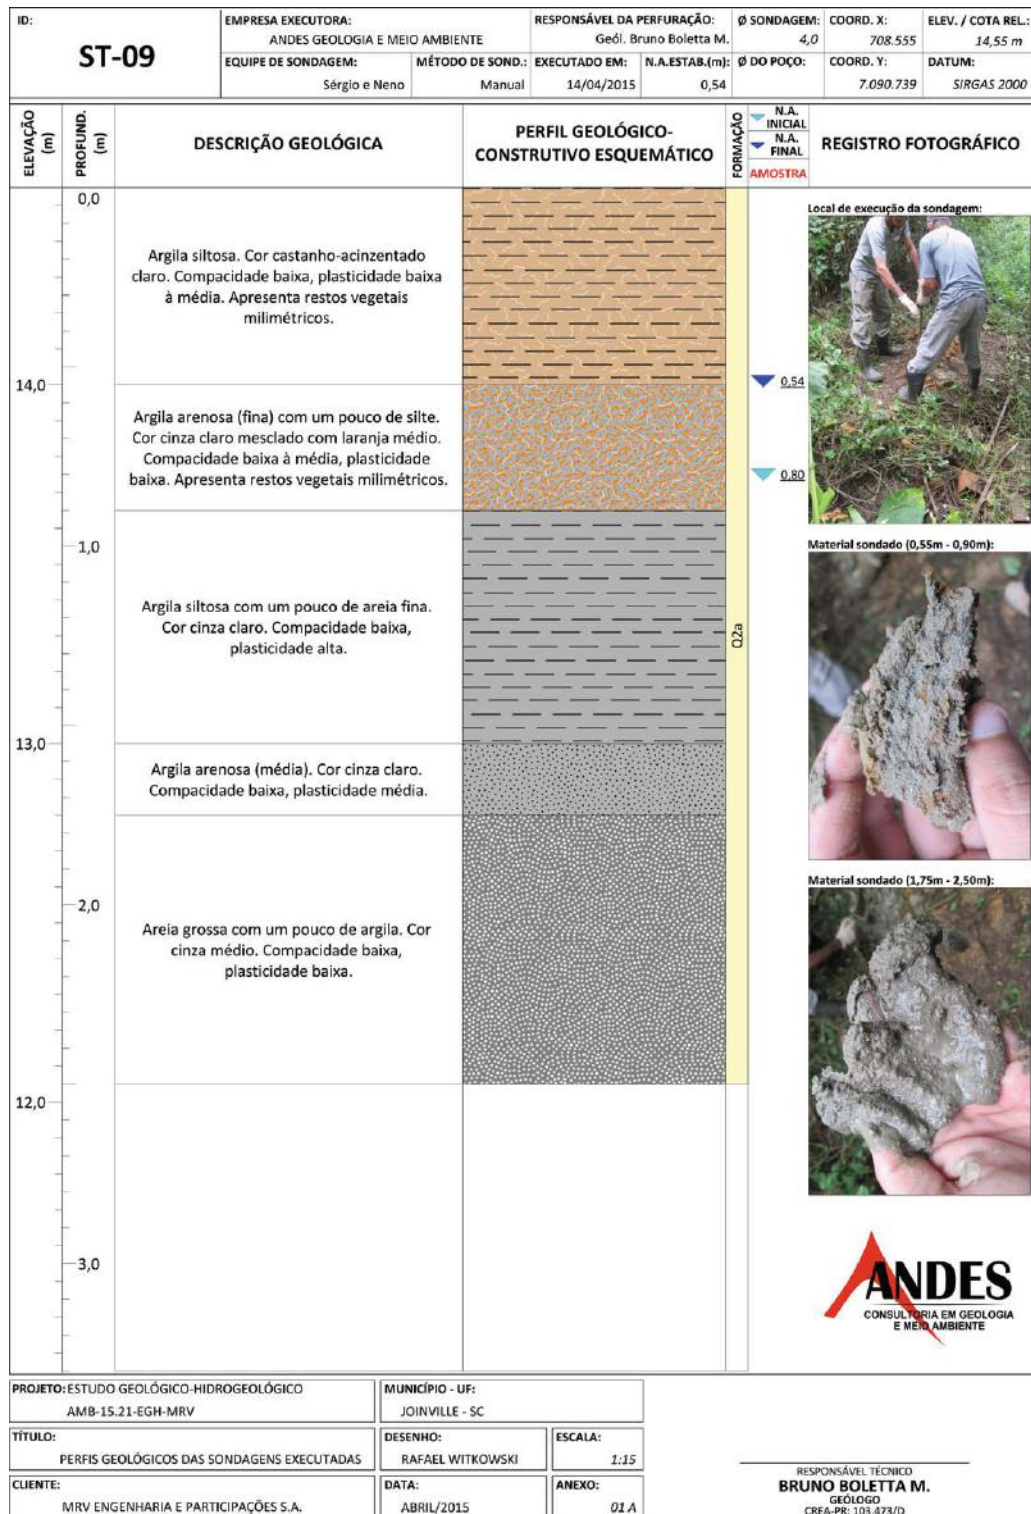 ID:
ST-09
EMPRESA EXECUTORA:
ANDES GEOLOGIA E MEIO AMBIENTE
RESPONSÁVEL DA PERFURAÇÃO:
Geól. Bruno Boletta M.
Ø SONDAGEM:
4,0
COORD. X:
708.555
ELEV. / COTA REL.:
14,55 m
EQUIPE DE SONDAGEM:
Sérgio e Neno
MÉTODO DE SOND.:
Manual
EXECUTADO EM:
14/04/2015
N.A.ESTAB.(m):
0,54
Ø DO POÇO:
COORD. Y:
7.090.739
DATUM:
SIRGAS 2000
ELEVAÇÃO
(m)
PROFUND.
(m)
DESCRIÇÃO GEOLÓGICA
PERFIL GEOLÓGICO-
CONSTRUTIVO ESQUEMÁTICO
FORMAÇÃO
N.A.
INICIAL
N.A.
FINAL
AMOSTRA
REGISTRO FOTOGRÁFICO
0,0
Argila siltosa. Cor castanho-acinzentado
claro. Compacidade baixa, plasticidade baixa
à média. Apresenta restos vegetais
milimétricos.
Local de execução da sondagem:
14,0
0,54
Argila arenosa (fina) com um pouco de silte.
Cor cinza claro mesclado com laranja médio.
Compacidade baixa à média, plasticidade
baixa. Apresenta restos vegetais milimétricos.
0,80
1,0
Material sondado (0,55m - 0,90m):
Argila siltosa com um pouco de areia fina.
Cor cinza claro. Compacidade baixa,
plasticidade alta.
Q2a
13,0
Argila arenosa (média). Cor cinza claro.
Compacidade baixa, plasticidade média.
Material sondado (1,75m - 2,50m):
2,0
Areia grossa com um pouco de argila. Cor
cinza médio. Compacidade baixa,
plasticidade baixa.
12,0
3,0
ANDES
CONSULTORIA EM GEOLOGIA
E MEIO AMBIENTE
PROJETO: ESTUDO GEOLÓGICO-HIDROGEOLÓGICO
AMB-15.21-EGH-MRV
MUNICÍPIO - UF:
JOINVILLE - SC
TÍTULO:
PERFIS GEOLÓGICOS DAS SONDAGENS EXECUTADAS
DESENHO:
RAFAEL WITKOWSKI
ESCALA:
1:15
CLIENTE:
MRV ENGENHARIA E PARTICIPAÇÕES S.A.
DATA:
ABRIL/2015
ANEXO:
01 A
RESPONSÁVEL TÉCNICO
BRUNO BOLETTA M.
GEÓLOGO
CREA-PR: 103.473/D